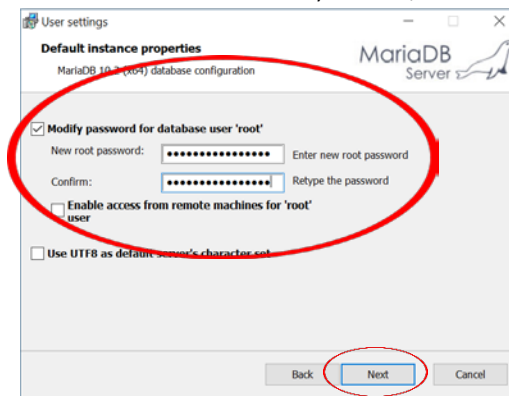 User settings
Default instance properties
MariaDB 10.2 (x64) database configuration
MariaDB
Server
Modify password for database user 'root'
New root password: •••••••••••••••• Enter new root password
Confirm: •••••••••••••••• Retype the password
Enable access from remote machines for 'root'
user
Use UTF8 as default server's character set
Back Next Cancel